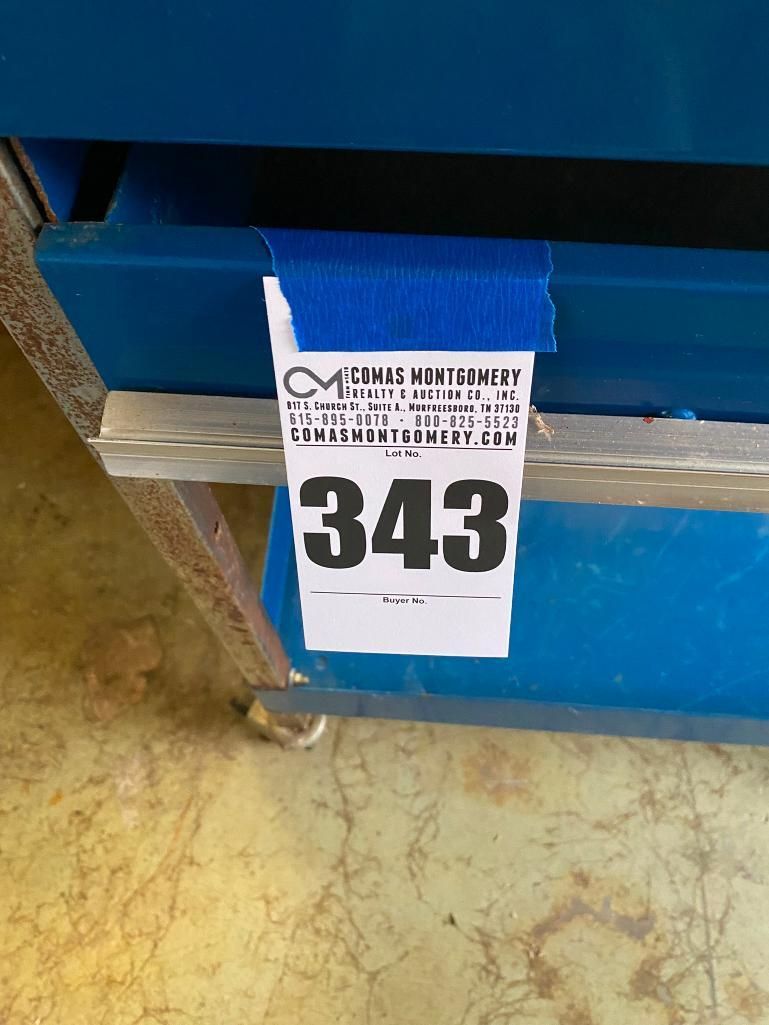 COMAS MONTGOMERY
REALTY & AUCTION CO., INC.
817 S. CHURCH ST., SUITE A., MURFREESBORO, TN 37130
615-895-0078 · 800-825-5523
COMASMONTGOMERY.COM
Lot No.
343
Buyer No.